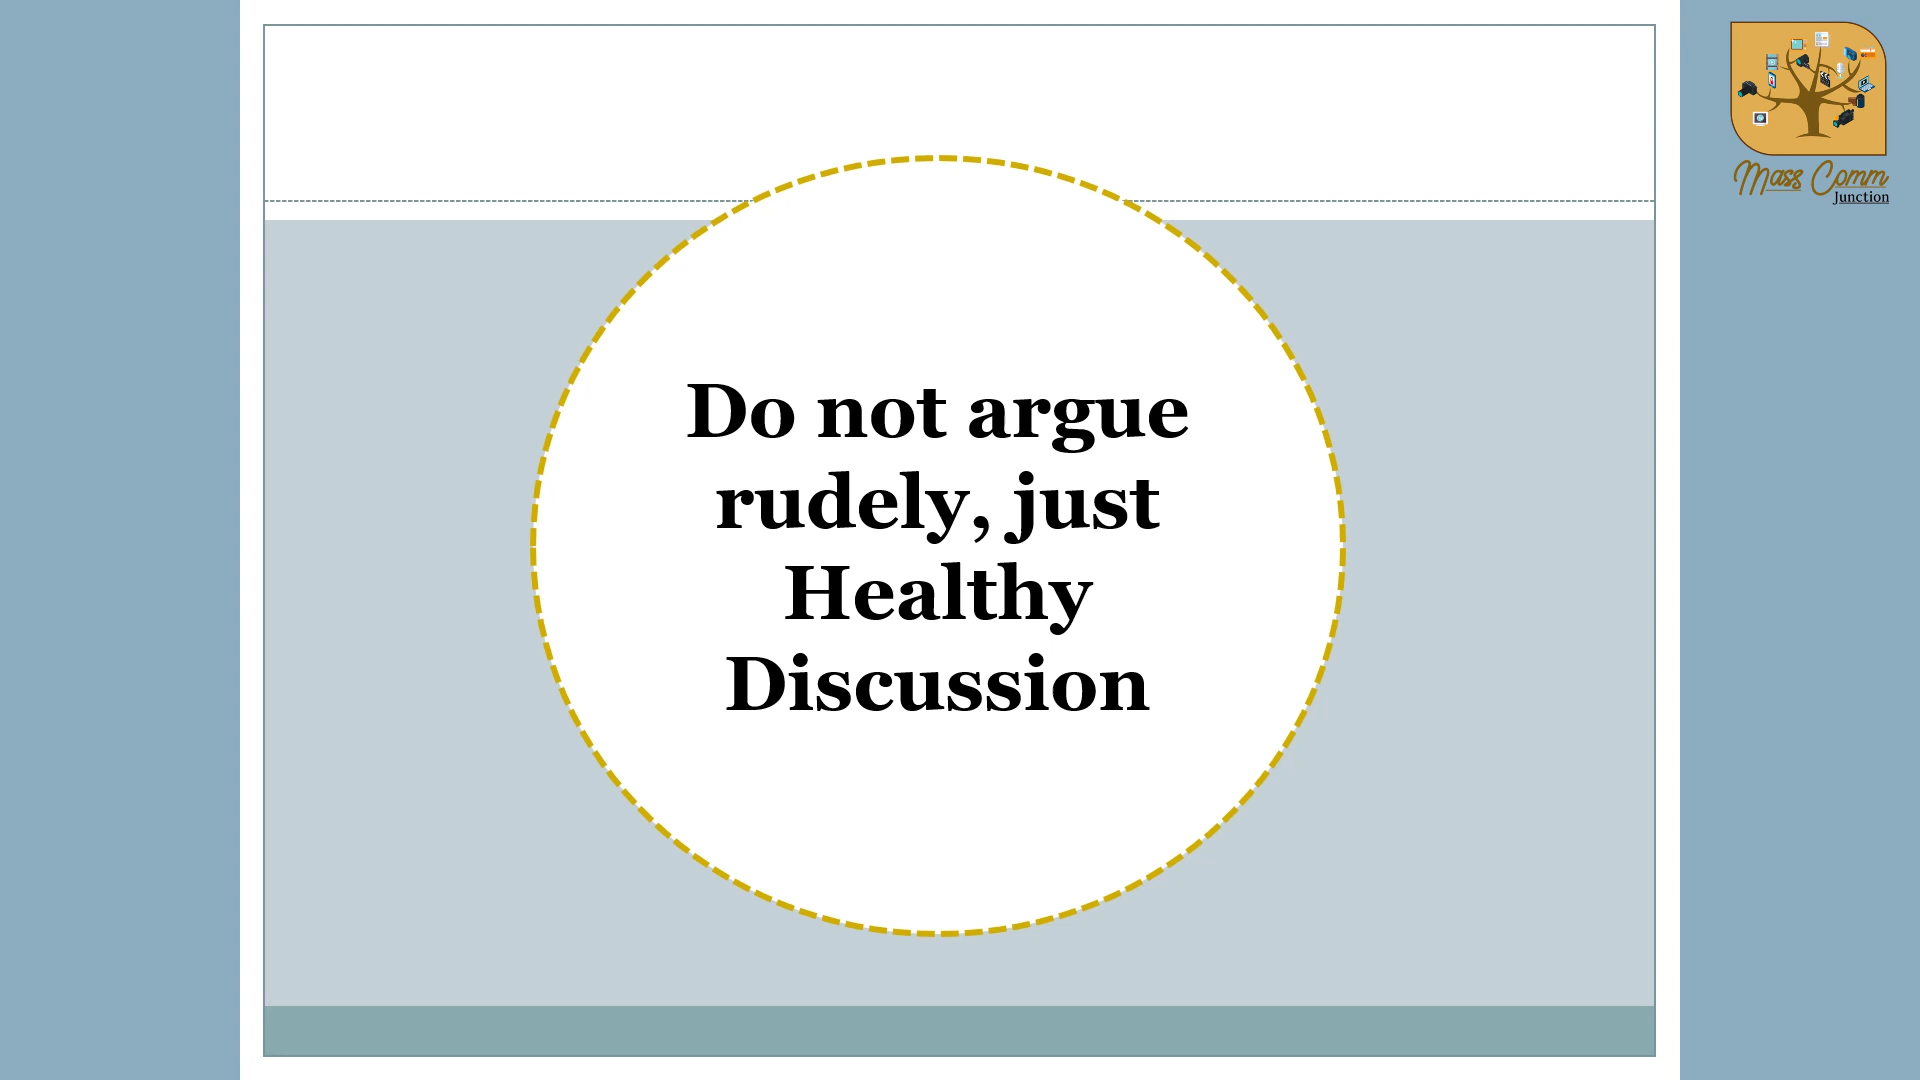 Mass Comm
Junction
Do not argue
rudely, just
Healthy
Discussion